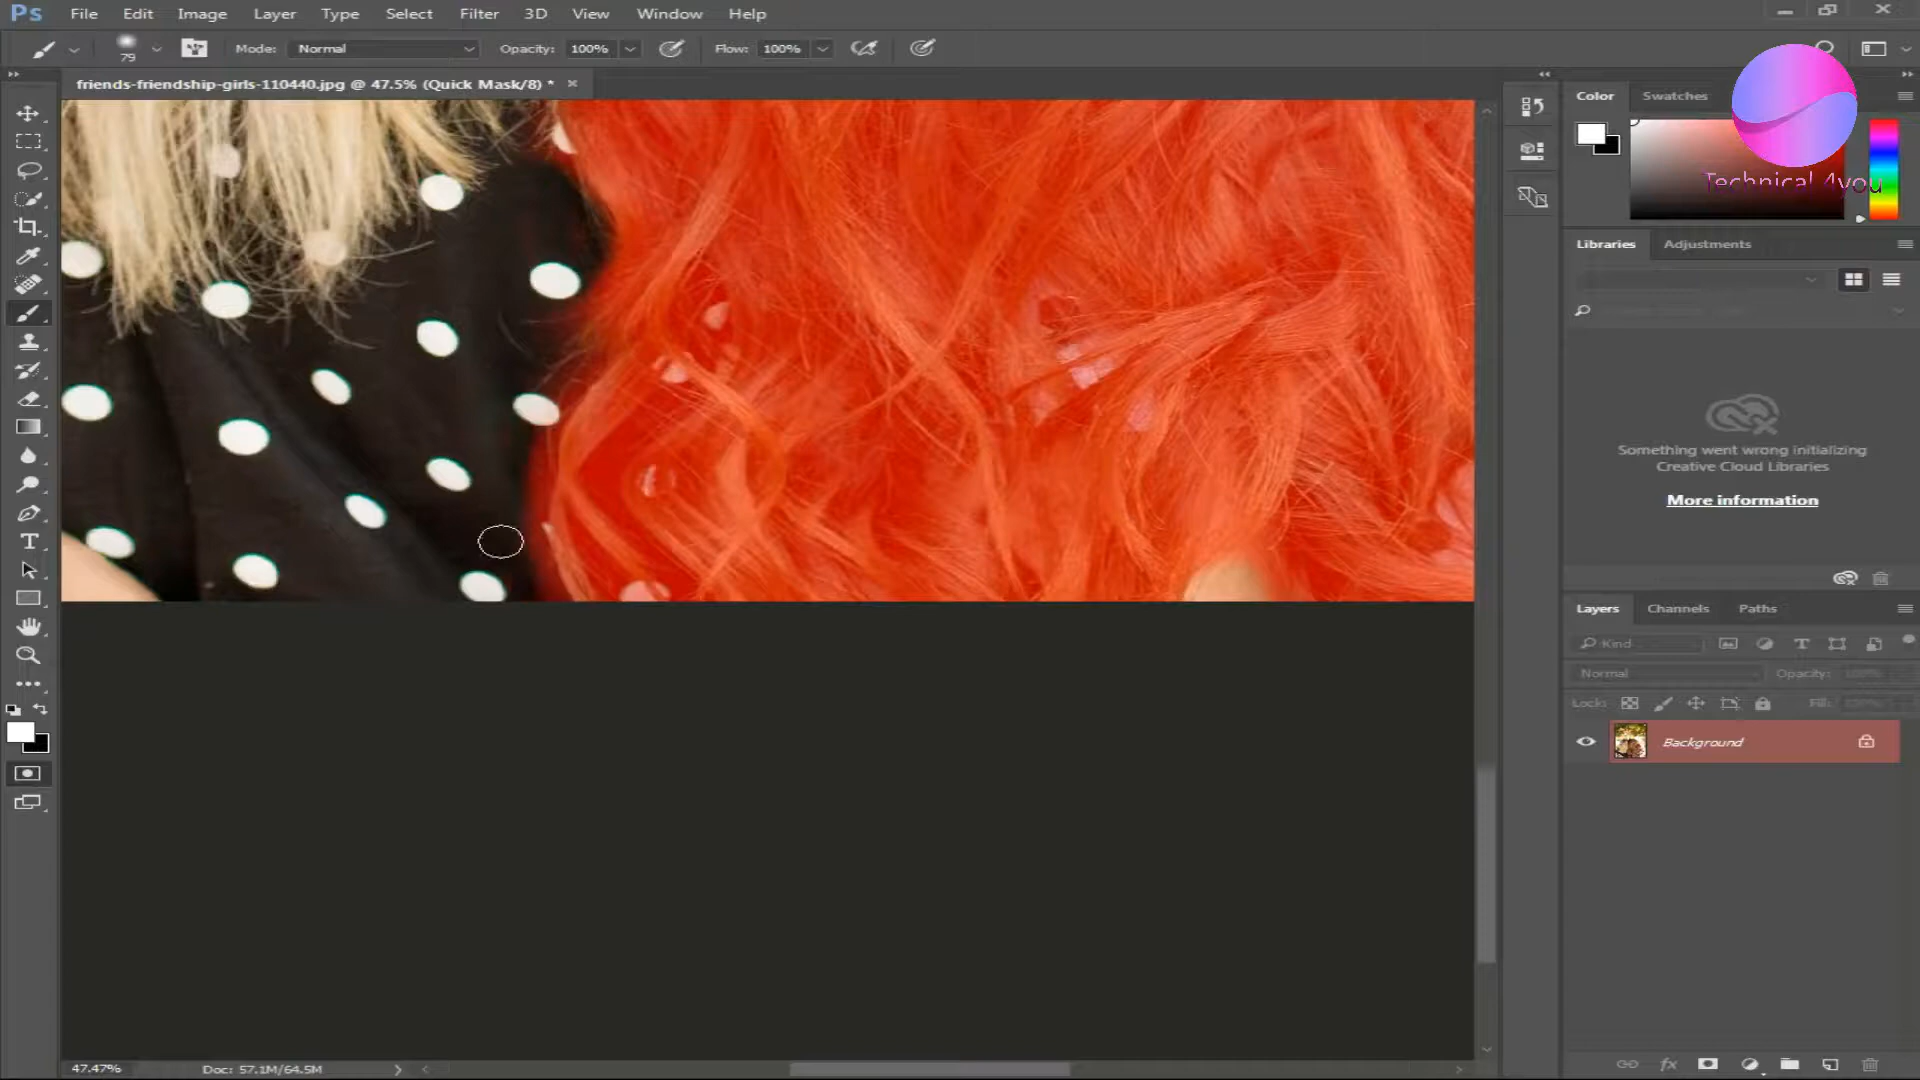 Ps File Edit Image Layer Type Select Filter 3D View Window Help
79 Mode: Normal Opacity: 100% Flow: 100%
friends-friendship-girls-110440.jpg @ 47.5% (Quick Mask/8) *
Color Swatches
Technical 4you
Libraries Adjustments
Something went wrong initializing
Creative Cloud Libraries
More information
Layers Channels Paths
Kind
Normal Opacity: 100%
Lock: Fill: 100%
Background
47.47% Doc: 57.1M/64.5M